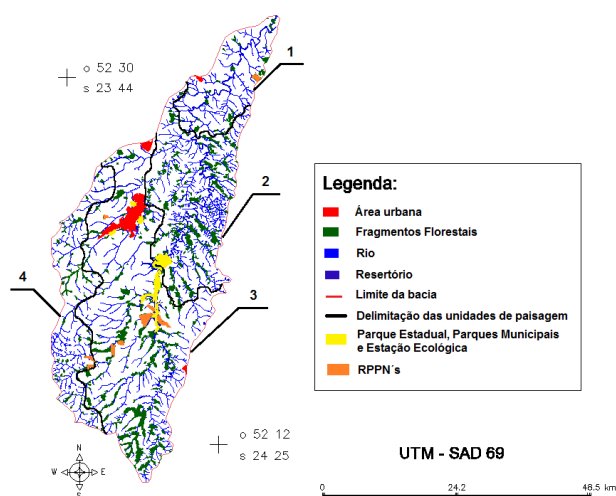 1
o 52 30
s 23 44
2
4
3
Legenda:
Área urbana
Fragmentos Florestais
Rio
Resertório
Limite da bacia
Delimitação das unidades de paisagem
Parque Estadual, Parques Municipais
e Estação Ecológica
RPPN´s
o 52 12
s 24 25
N
W E
S
UTM - SAD 69
0 24.2 48.5 km